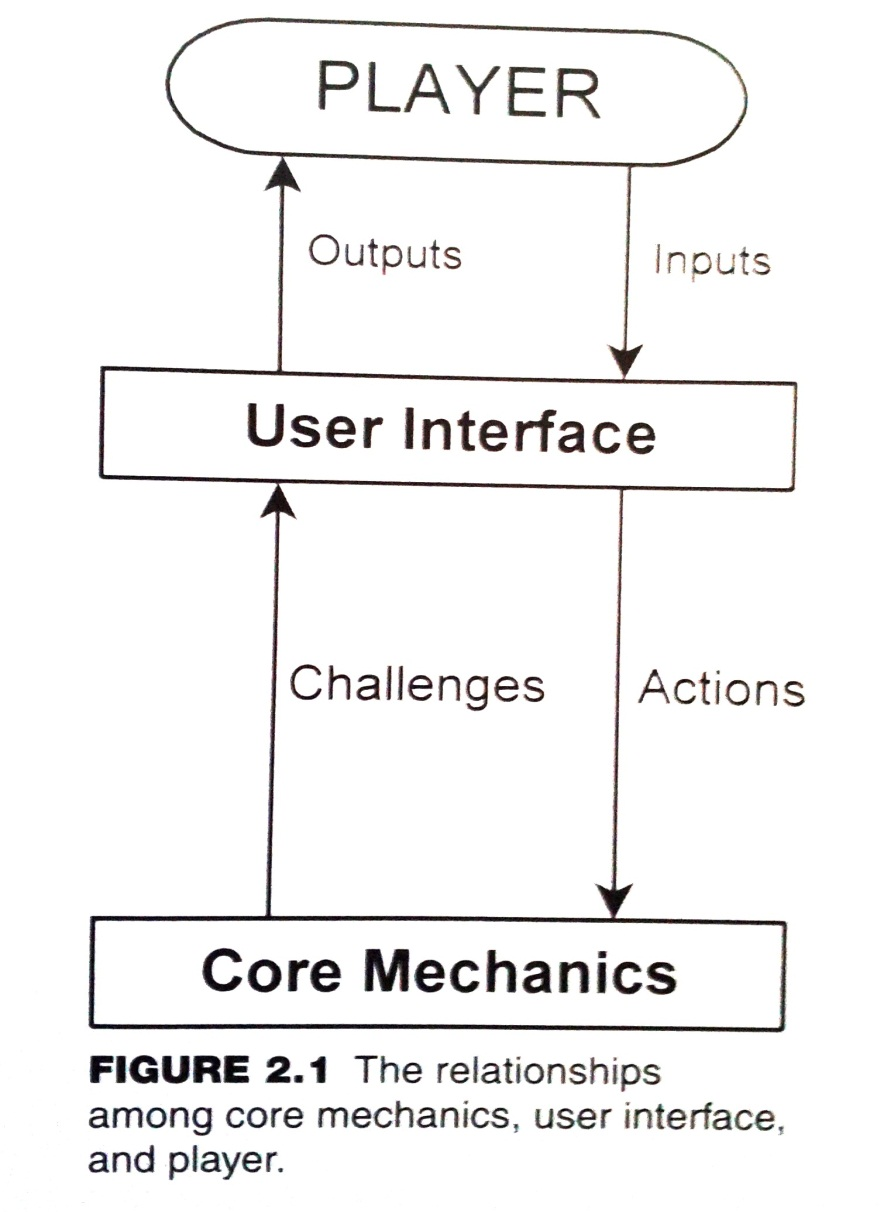 PLAYER
Outputs
Inputs
User Interface
Challenges
Actions
Core Mechanics
FIGURE 2.1 The relationships
among core mechanics, user interface,
and player.